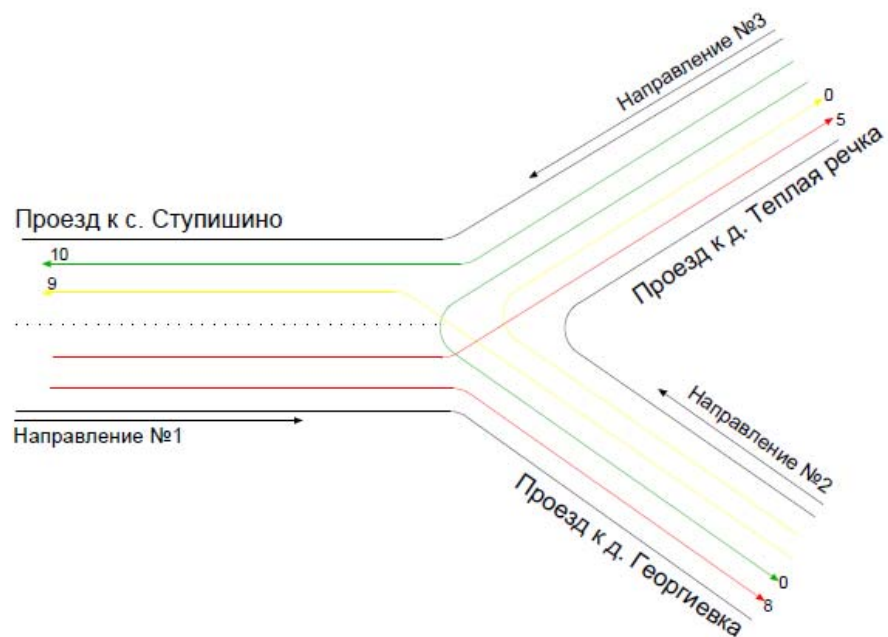 Направление №3
0
5
Проезд к д. Теплая речка
Проезд к с. Ступишино
10
9
Направление №1
Направление №2
Проезд к д. Георгиевка
0
8